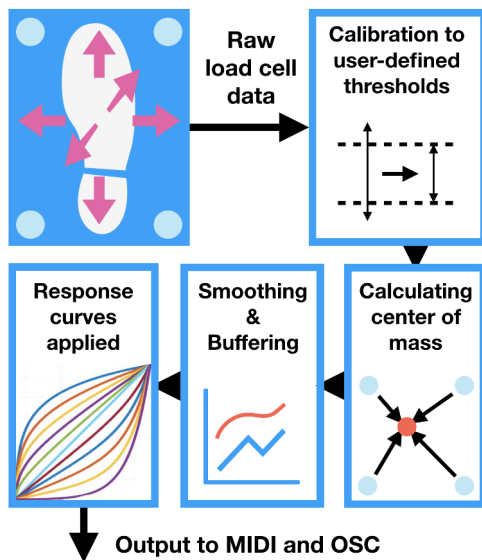 Raw
load cell
data
Calibration to
user-defined
thresholds
Calculating
center of
mass
Smoothing
&
Buffering
Response
curves
applied
Output to MIDI and OSC